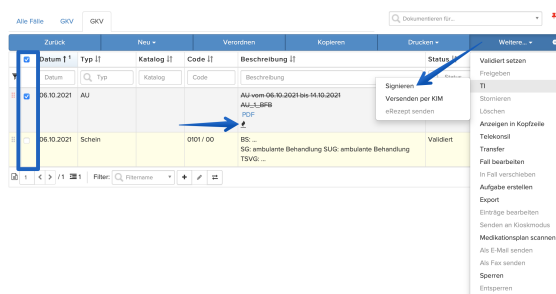 Alle Fälle GKV GKV
Dokumentieren für...
Zurück Neu Verordnen Kopieren Drucken Weitere...
Datum 1 Typ Katalog Code Beschreibung Status
Datum Typ Katalog Code Beschreibung Status
06.10.2021 AU AU vom 06.10.2021 bis 14.10.2021
AU_1_BFB
PDF
06.10.2021 Schein 0101 / 00 BS: ... Validiert
SG: ambulante Behandlung SUG: ambulante Behandlung
TSVG: ...
1 / 1 1 Filter: Filtername
Signieren
Versenden per KIM
eRezept senden
Validiert setzen
Freigeben
TI
Stornieren
Löschen
Anzeigen in Kopfzeile
Telekonsil
Transfer
Fall bearbeiten
In Fall verschieben
Aufgabe erstellen
Export
Einträge bearbeiten
Senden an Kioskmodus
Medikationsplan scannen
Als E-Mail senden
Als Fax senden
Sperren
Entsperren